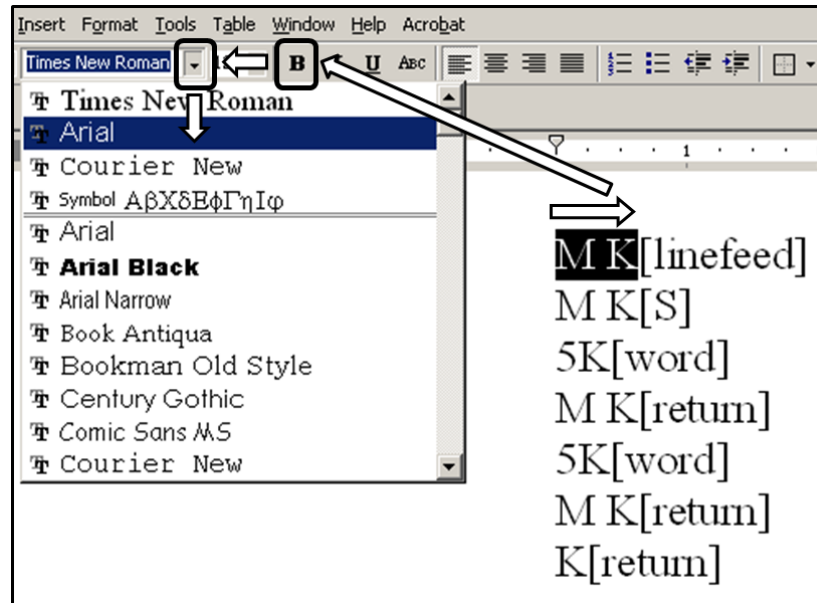 Insert Format Tools Table Window Help Acrobat
Times New Roman B U ABC
Times New Roman
Arial
Courier New
Symbol ΑβΧδΕφΓηΙφ
Arial
Arial Black
Arial Narrow
Book Antiqua
Bookman Old Style
Century Gothic
Comic Sans MS
Courier New
1
M K[linefeed]
M K[S]
5K[word]
M K[return]
5K[word]
M K[return]
K[return]